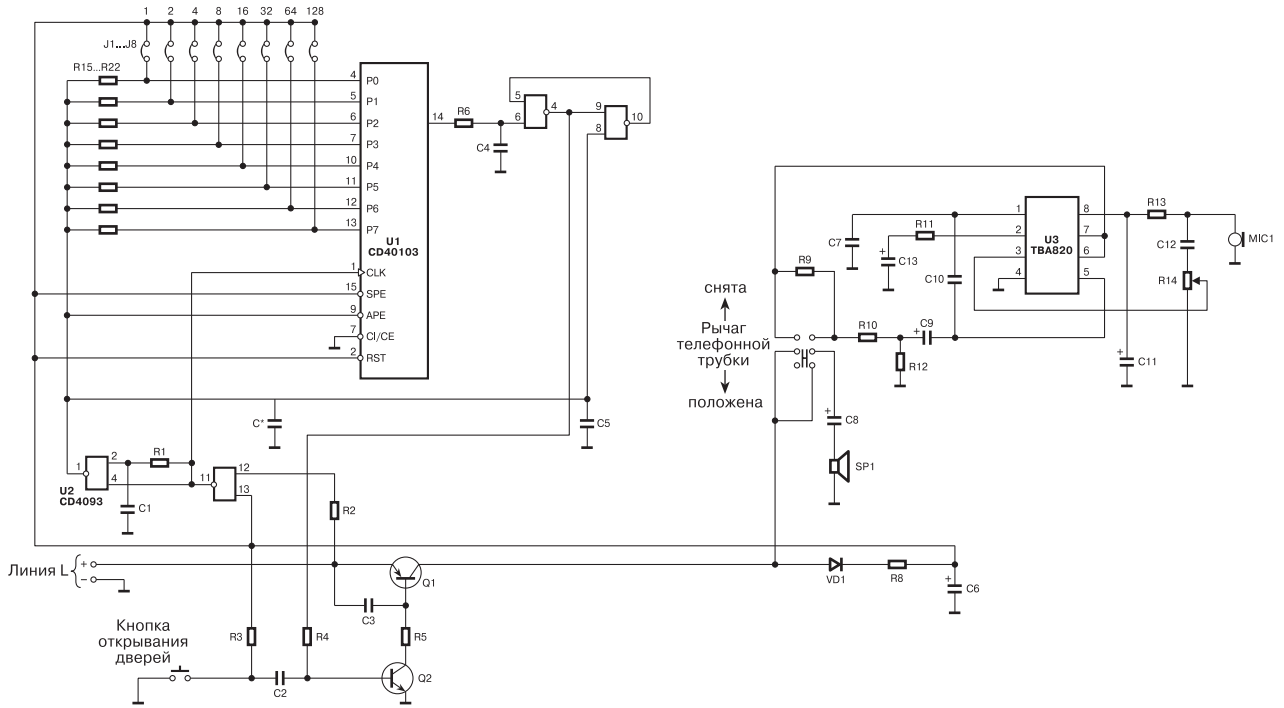 1 2 4 8 16 32 64 128
J1...J8
R15...R22
4 P0
5 P1
6 P2
7 P3
10 P4
11 P5
12 P6
13 P7
U1
CD40103
1 CLK
15 SPE
9 APE
7 CI/CE
2 RST
14
R6
C4
5
6
4
9
8
10
C*
C5
1
2
4
R1
U2
CD4093
C1
11
12
13
R2
Линия L
+
−
Q1
C3
R3
R4
R5
Кнопка
открывания
дверей
C2
Q2
снята
Рычаг
телефонной
трубки
положена
R9
C7
+
C13
R11
C10
1
2
3
4
U3
TBA820
8
7
6
5
R13
C12
R14
MIC1
R10
+
C9
R12
+
C11
+
C8
SP1
VD1
R8
+
C6